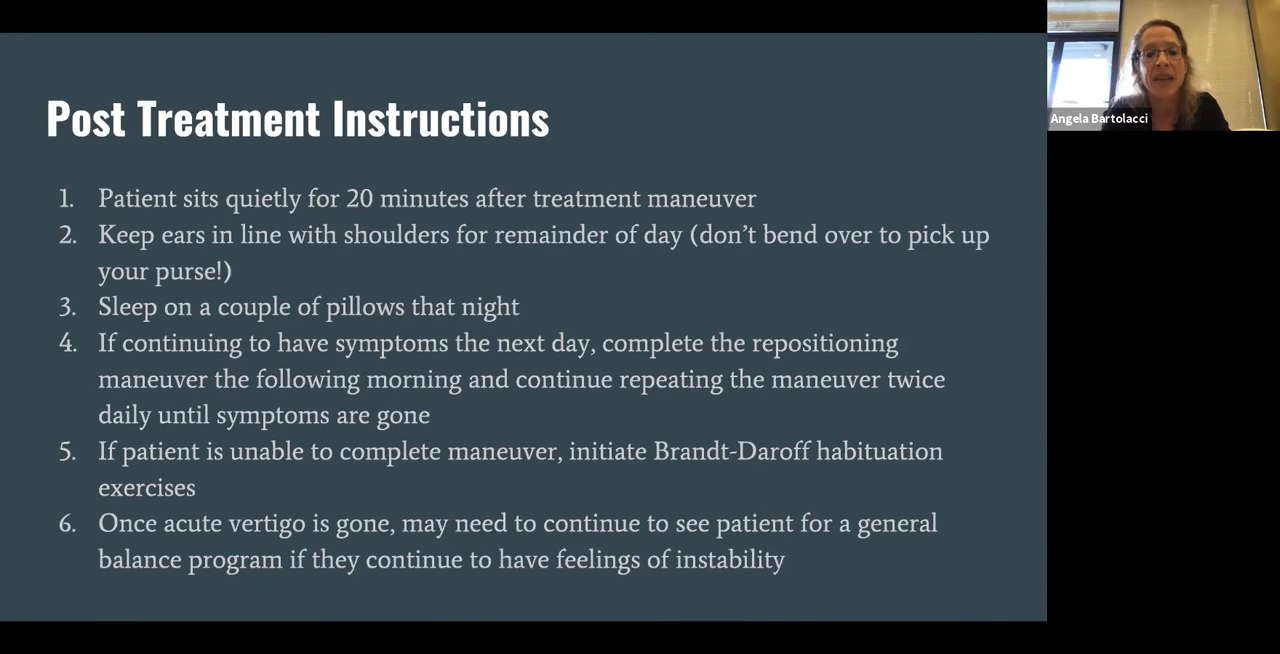 Post Treatment Instructions
1. Patient sits quietly for 20 minutes after treatment maneuver
2. Keep ears in line with shoulders for remainder of day (don't bend over to pick up
your purse!)
3. Sleep on a couple of pillows that night
4. If continuing to have symptoms the next day, complete the repositioning
maneuver the following morning and continue repeating the maneuver twice
daily until symptoms are gone
5. If patient is unable to complete maneuver, initiate Brandt-Daroff habituation
exercises
6. Once acute vertigo is gone, may need to continue to see patient for a general
balance program if they continue to have feelings of instability
Angela Bartolacci